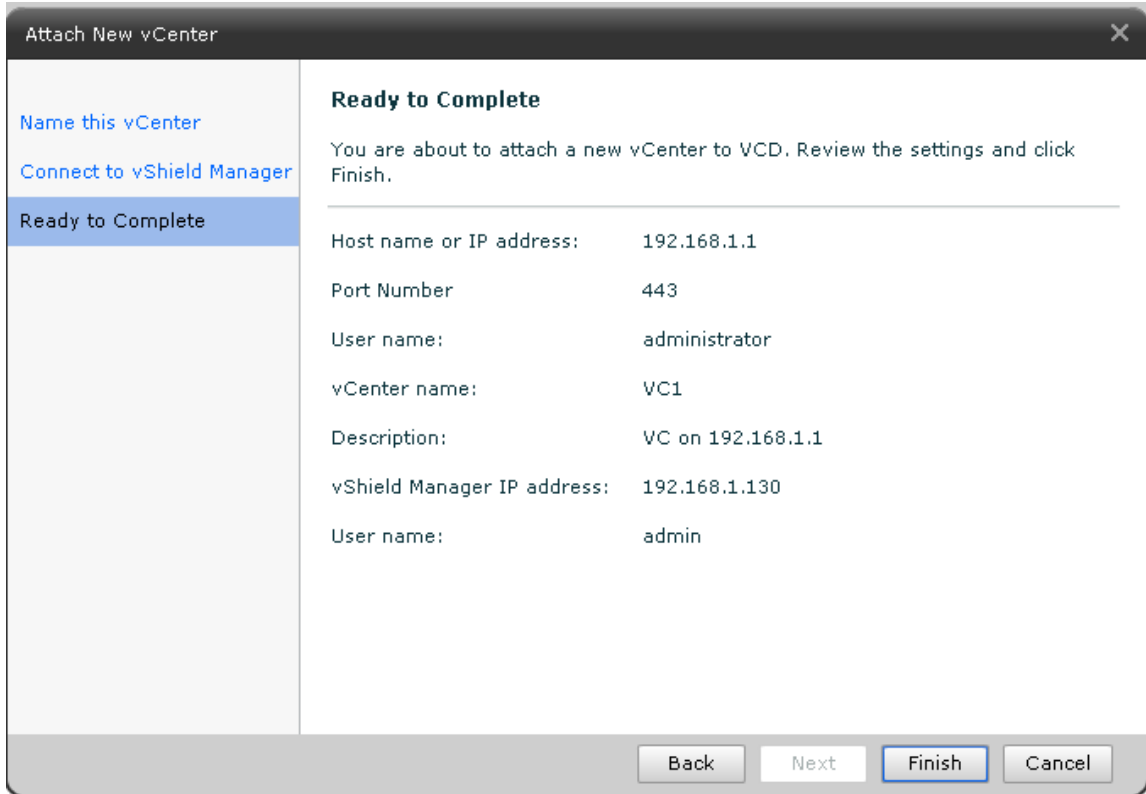 Attach New vCenter
Name this vCenter
Connect to vShield Manager
Ready to Complete
Ready to Complete
You are about to attach a new vCenter to VCD. Review the settings and click
Finish.
Host name or IP address: 192.168.1.1
Port Number 443
User name: administrator
vCenter name: VC1
Description: VC on 192.168.1.1
vShield Manager IP address: 192.168.1.130
User name: admin
Back Next Finish Cancel